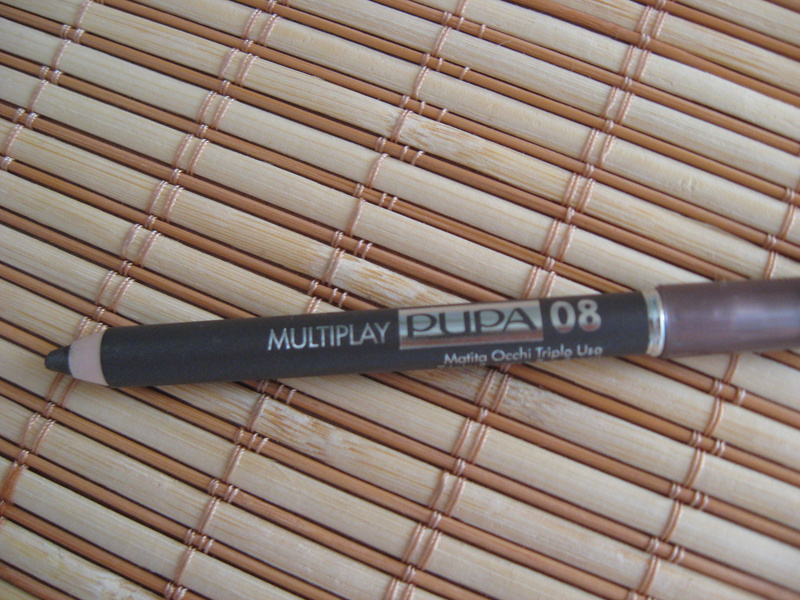 MULTIPLAY PUPA 08
Matita Occhi Triplo Uso